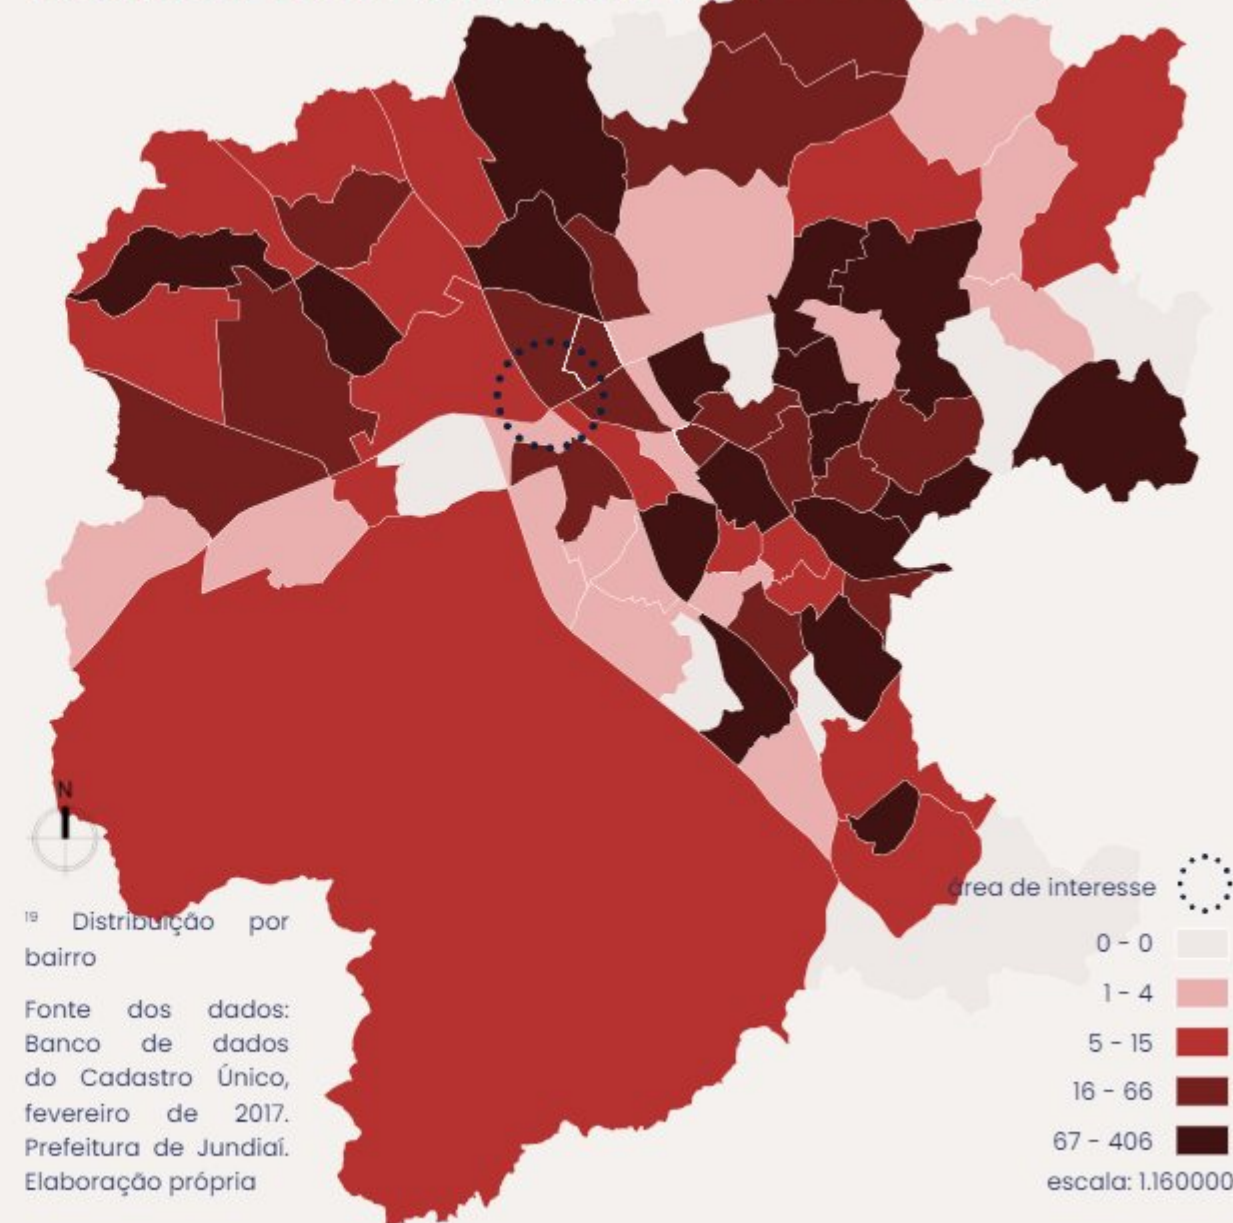 N
¹⁹ Distribuição por
bairro
Fonte dos dados:
Banco de dados
do Cadastro Único,
fevereiro de 2017.
Prefeitura de Jundiaí.
Elaboração própria
área de interesse
0 - 0
1 - 4
5 - 15
16 - 66
67 - 406
escala: 1.160000